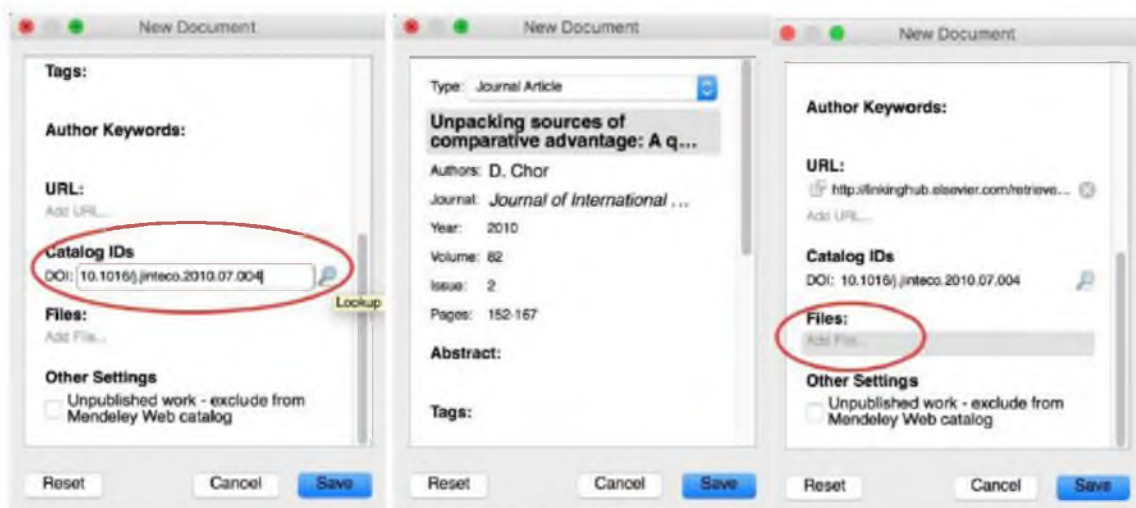 New Document
Tags:
Author Keywords:
URL:
Add URL...
Catalog IDs
DOI: 10.1016/j.jinteco.2010.07.004
Lookup
Files:
Add File...
Other Settings
Unpublished work - exclude from
Mendeley Web catalog
Reset Cancel Save
New Document
Type: Journal Article
Unpacking sources of
comparative advantage: A q...
Authors: D. Chor
Journal: Journal of International ...
Year: 2010
Volume: 82
Issue: 2
Pages: 152-167
Abstract:
Tags:
Reset Cancel Save
New Document
Author Keywords:
URL:
http://linkinghub.elsevier.com/retrieve...
Add URL...
Catalog IDs
DOI: 10.1016/j.jinteco.2010.07.004
Files:
Add File...
Other Settings
Unpublished work - exclude from
Mendeley Web catalog
Reset Cancel Save